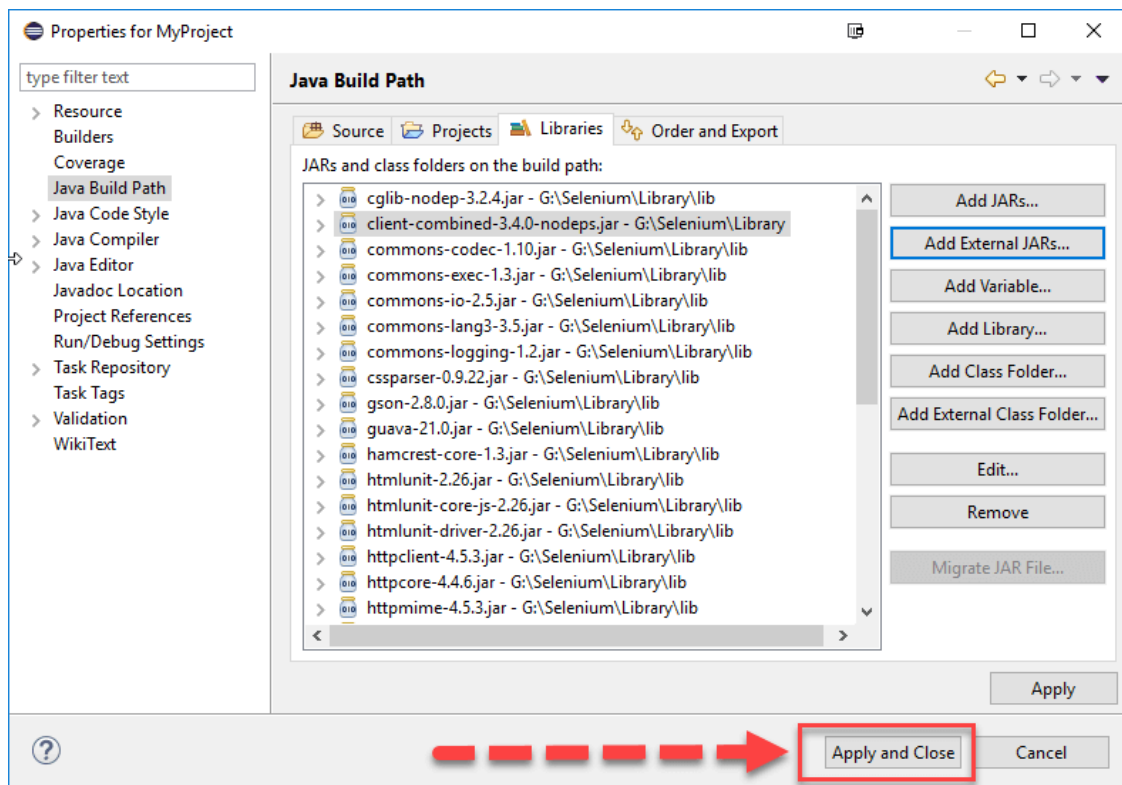 Properties for MyProject
type filter text
Resource
Builders
Coverage
Java Build Path
Java Code Style
Java Compiler
Java Editor
Javadoc Location
Project References
Run/Debug Settings
Task Repository
Task Tags
Validation
WikiText
Java Build Path
Source Projects Libraries Order and Export
JARs and class folders on the build path:
cglib-nodep-3.2.4.jar - G:\Selenium\Library\lib
client-combined-3.4.0-nodeps.jar - G:\Selenium\Library
commons-codec-1.10.jar - G:\Selenium\Library\lib
commons-exec-1.3.jar - G:\Selenium\Library\lib
commons-io-2.5.jar - G:\Selenium\Library\lib
commons-lang3-3.5.jar - G:\Selenium\Library\lib
commons-logging-1.2.jar - G:\Selenium\Library\lib
cssparser-0.9.22.jar - G:\Selenium\Library\lib
gson-2.8.0.jar - G:\Selenium\Library\lib
guava-21.0.jar - G:\Selenium\Library\lib
hamcrest-core-1.3.jar - G:\Selenium\Library\lib
htmlunit-2.26.jar - G:\Selenium\Library\lib
htmlunit-core-js-2.26.jar - G:\Selenium\Library\lib
htmlunit-driver-2.26.jar - G:\Selenium\Library\lib
httpclient-4.5.3.jar - G:\Selenium\Library\lib
httpcore-4.4.6.jar - G:\Selenium\Library\lib
httpmime-4.5.3.jar - G:\Selenium\Library\lib
Add JARs...
Add External JARs...
Add Variable...
Add Library...
Add Class Folder...
Add External Class Folder...
Edit...
Remove
Migrate JAR File...
Apply
Apply and Close
Cancel